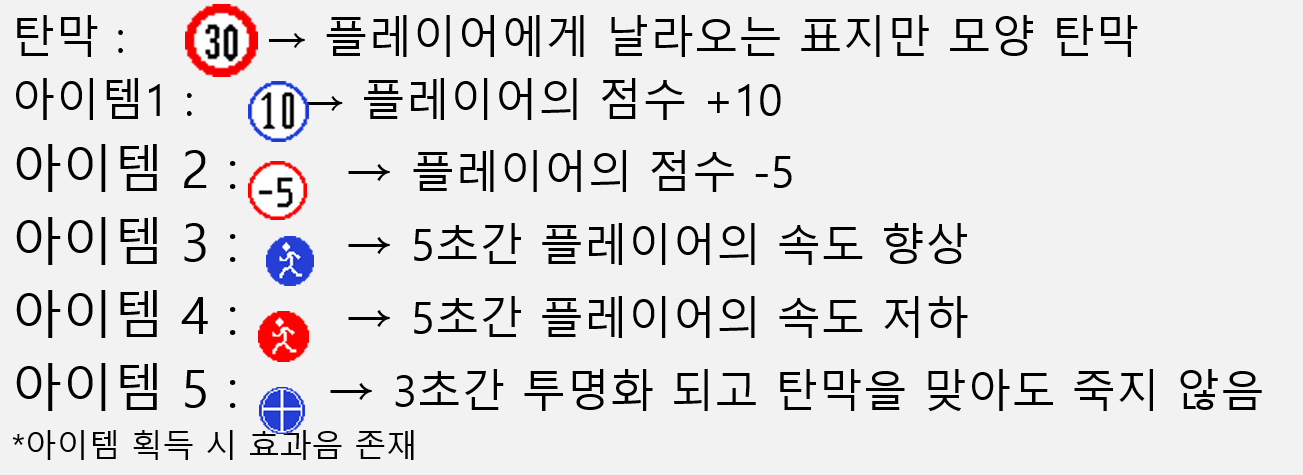 탄막 : 30 → 플레이어에게 날라오는 표지만 모양 탄막
아이템1 : 10 → 플레이어의 점수 +10
아이템 2 : -5 → 플레이어의 점수 -5
아이템 3 : → 5초간 플레이어의 속도 향상
아이템 4 : → 5초간 플레이어의 속도 저하
아이템 5 : → 3초간 투명화 되고 탄막을 맞아도 죽지 않음
*아이템 획득 시 효과음 존재